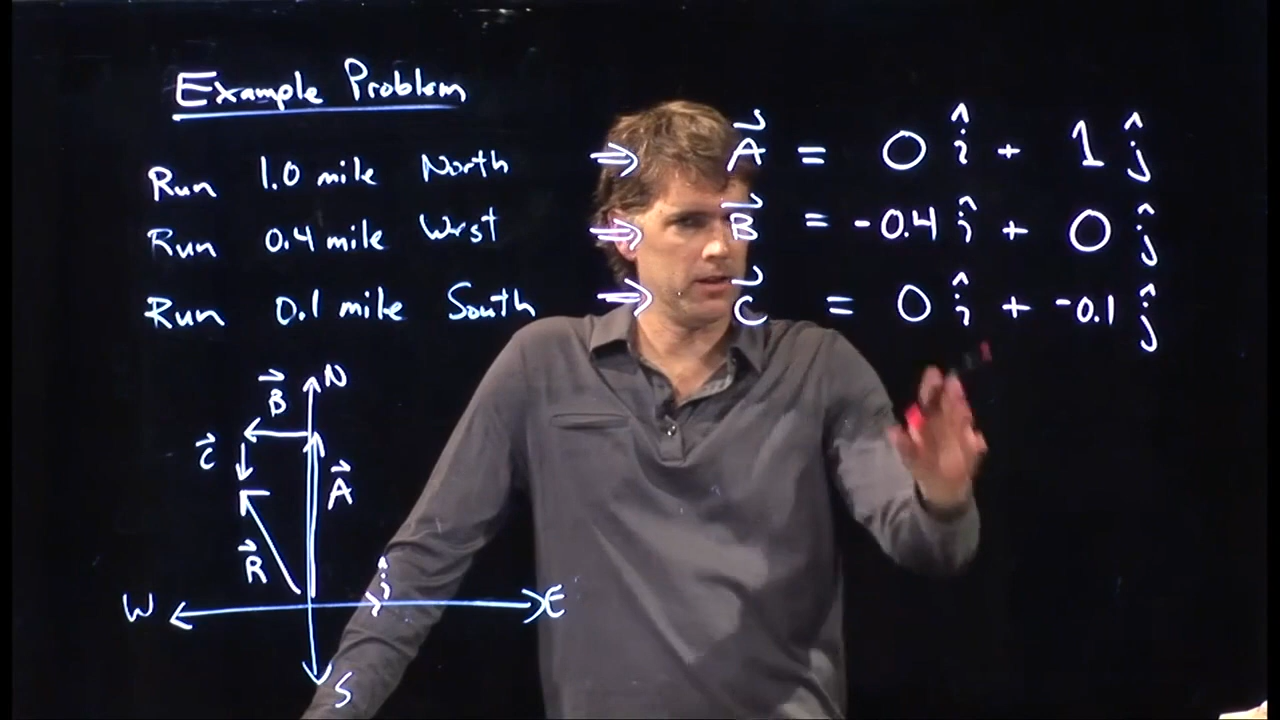 Example Problem
Run 1.0 mile North ⇒ A⃗ = 0 î + 1 ĵ
Run 0.4 mile West ⇒ B⃗ = -0.4 î + 0 ĵ
Run 0.1 mile South ⇒ C⃗ = 0 î + -0.1 ĵ
N
B⃗
C⃗
A⃗
R⃗
î
W E
S